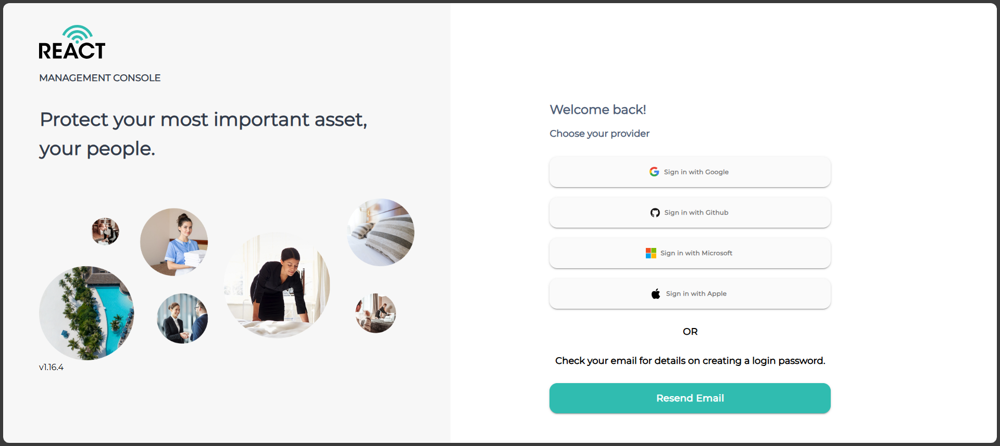 REACT
MANAGEMENT CONSOLE
Protect your most important asset,
your people.
v1.16.4
Welcome back!
Choose your provider
Sign in with Google
Sign in with Github
Sign in with Microsoft
Sign in with Apple
OR
Check your email for details on creating a login password.
Resend Email